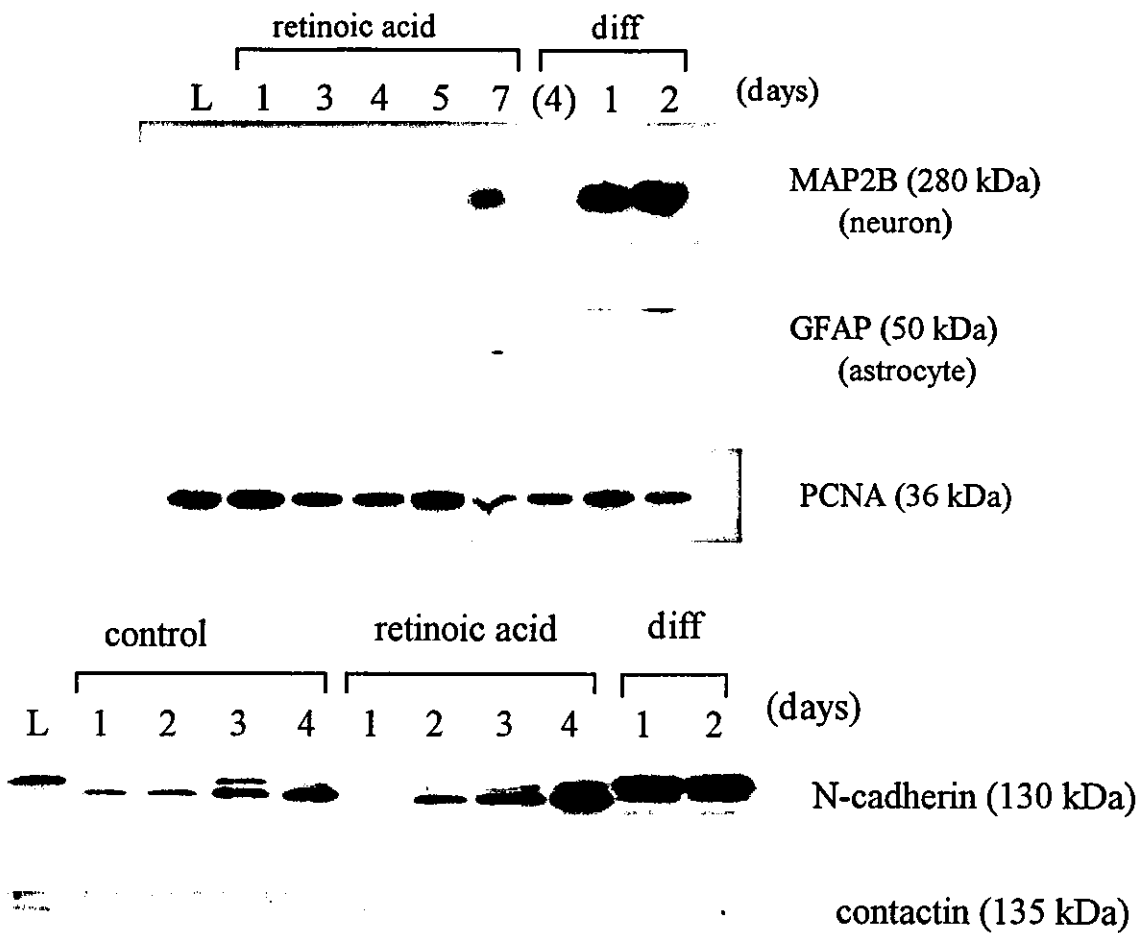 retinoic acid diff
L 1 3 4 5 7 (4) 1 2 (days)
MAP2B (280 kDa)
(neuron)
GFAP (50 kDa)
(astrocyte)
PCNA (36 kDa)
control retinoic acid diff
L 1 2 3 4 1 2 3 4 1 2 (days)
N-cadherin (130 kDa)
contactin (135 kDa)